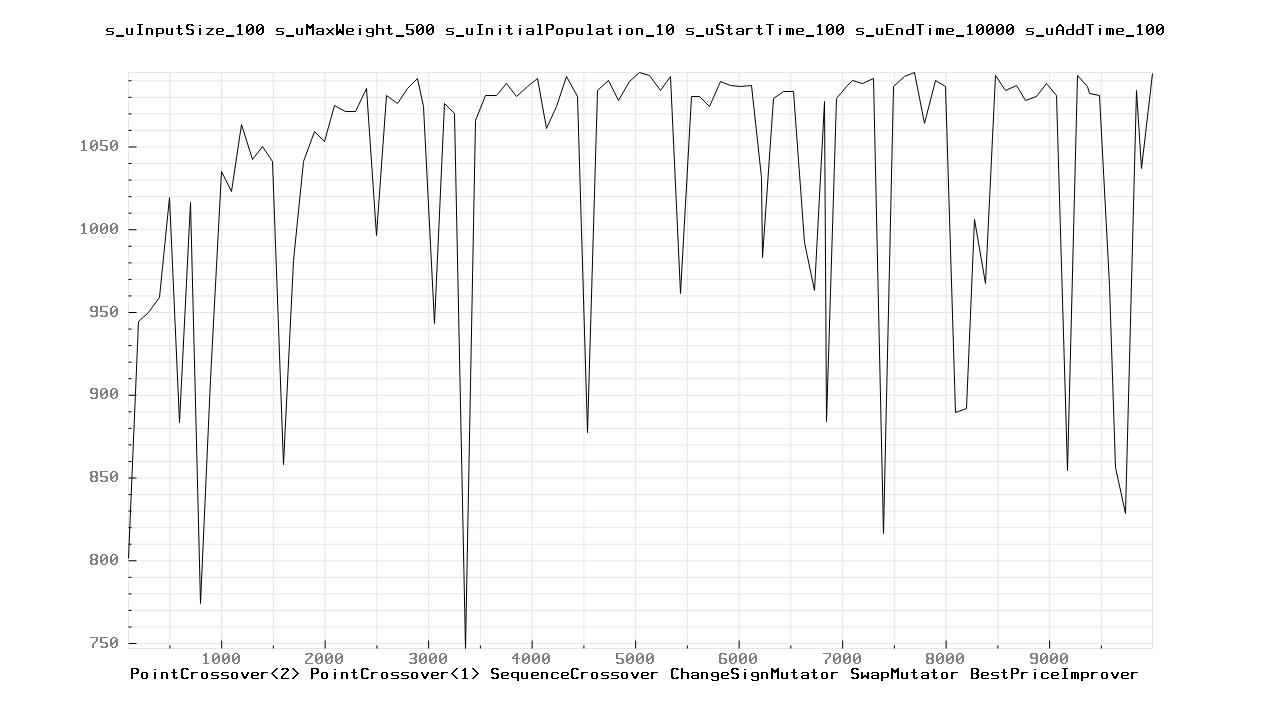 s_uInputSize_100 s_uMaxWeight_500 s_uInitialPopulation_10 s_uStartTime_100 s_uEndTime_10000 s_uAddTime_100
1050
1000
950
900
850
800
750
1000 2000 3000 4000 5000 6000 7000 8000 9000
PointCrossover<2> PointCrossover<1> SequenceCrossover ChangeSignMutator SwapMutator BestPriceImprover